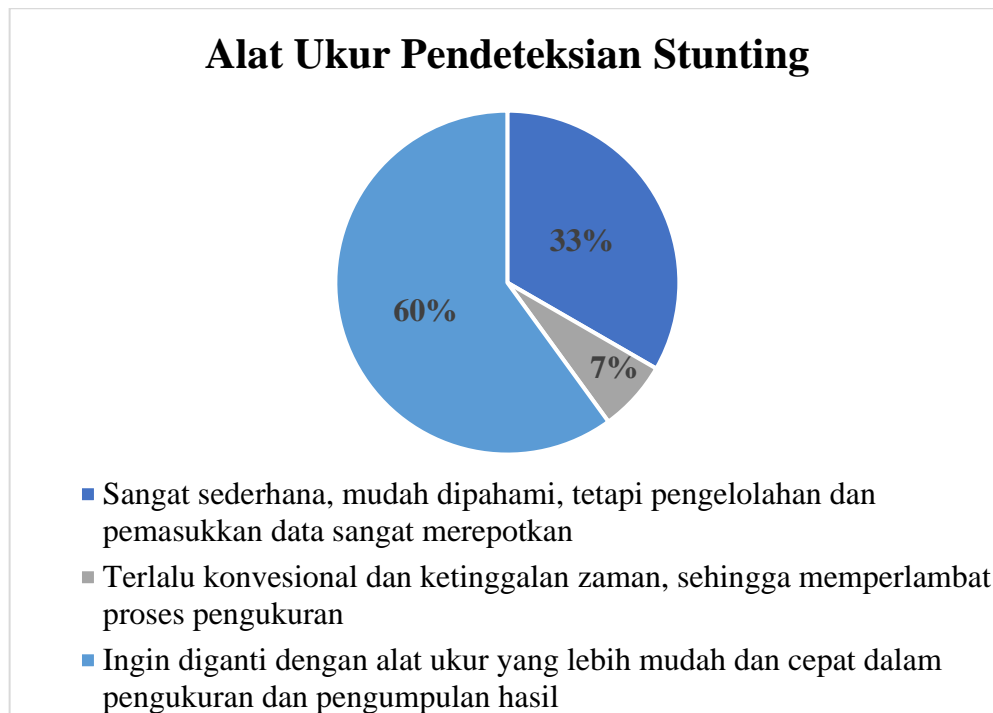 Alat Ukur Pendeteksian Stunting
33%
60%
7%
Sangat sederhana, mudah dipahami, tetapi pengelolahan dan
pemasukkan data sangat merepotkan
Terlalu konvesional dan ketinggalan zaman, sehingga memperlambat
proses pengukuran
Ingin diganti dengan alat ukur yang lebih mudah dan cepat dalam
pengukuran dan pengumpulan hasil